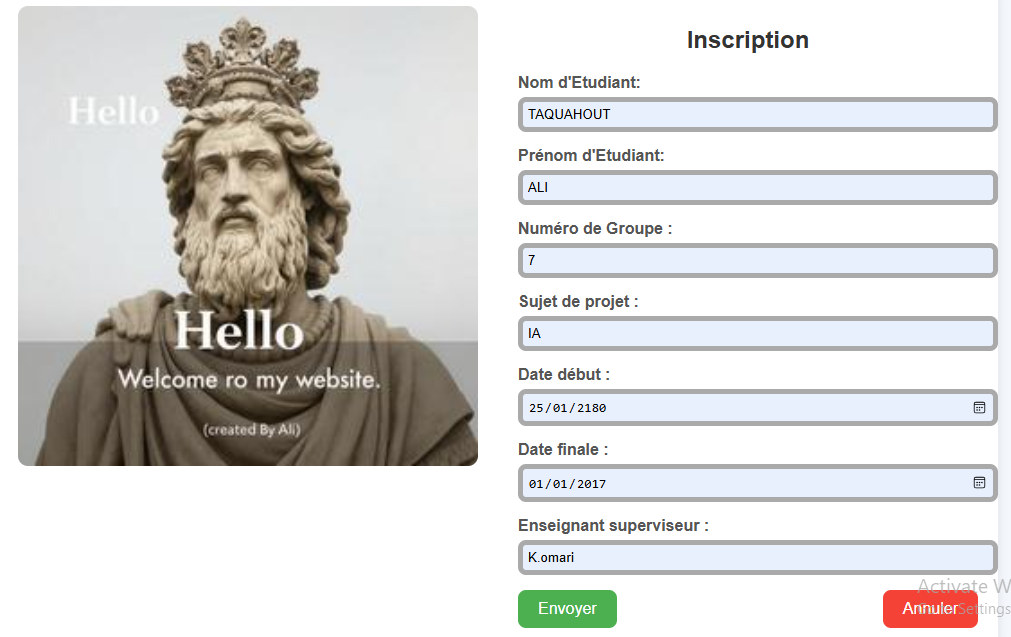 Hello
Hello
Welcome ro my website.
(created By Ali)
Inscription
Nom d'Etudiant:
TAQUAHOUT
Prénom d'Etudiant:
ALI
Numéro de Groupe :
7
Sujet de projet :
IA
Date début :
25/01/2180
Date finale :
01/01/2017
Enseignant superviseur :
K.omari
Activate W
Envoyer
Annuler
Settings